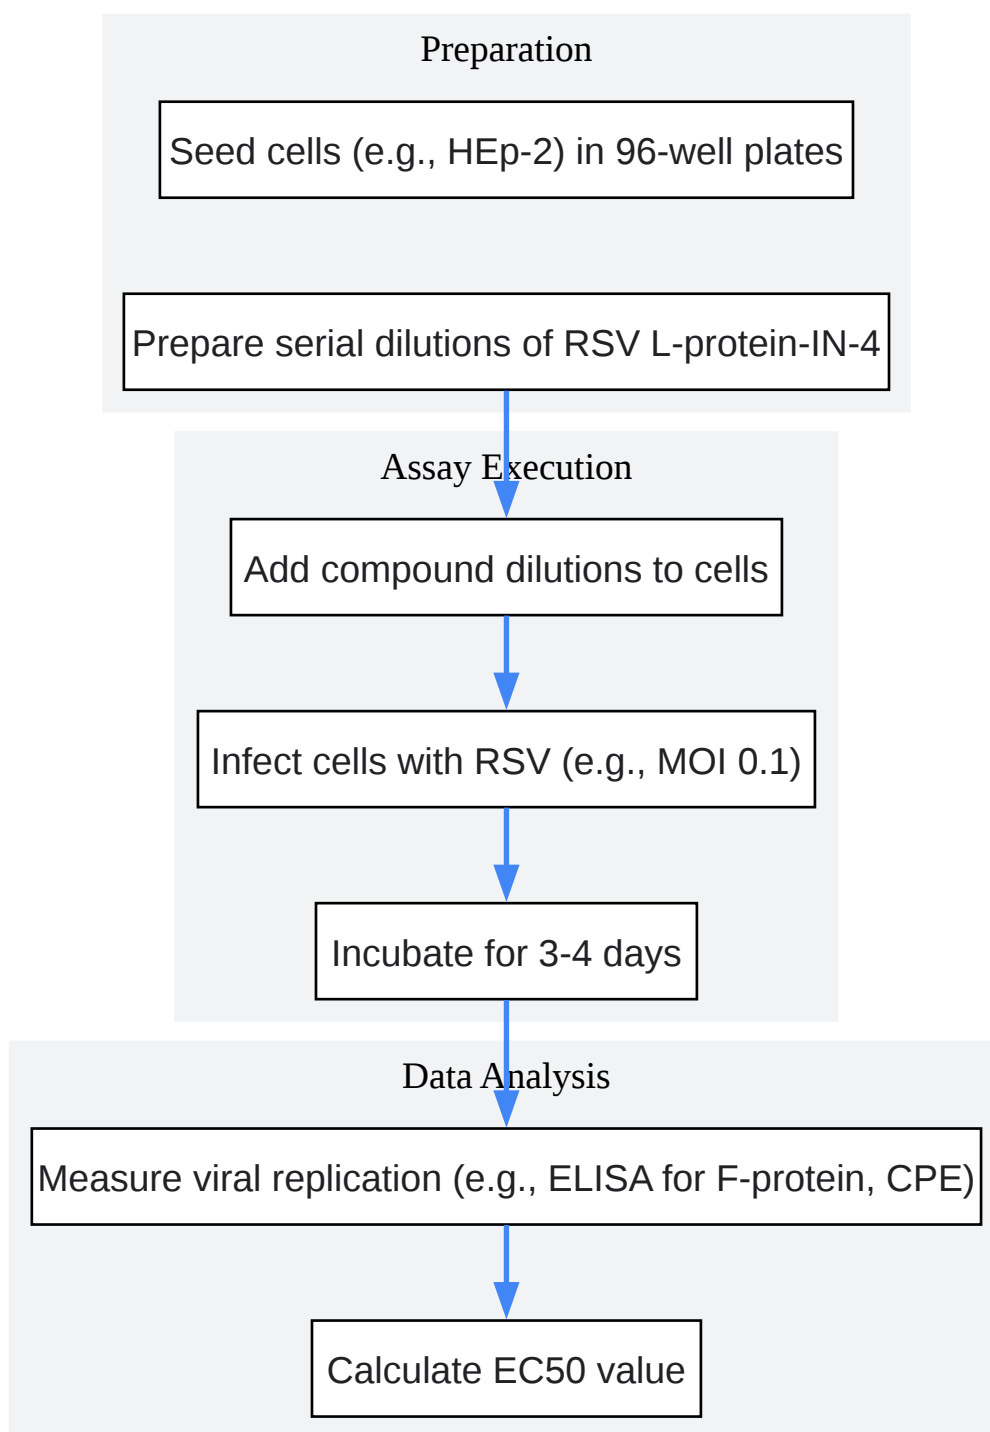 Preparation
Seed cells (e.g., HEp-2) in 96-well plates
Prepare serial dilutions of RSV L-protein-IN-4
Assay Execution
Add compound dilutions to cells
Infect cells with RSV (e.g., MOI 0.1)
Incubate for 3-4 days
Data Analysis
Measure viral replication (e.g., ELISA for F-protein, CPE)
Calculate EC50 value